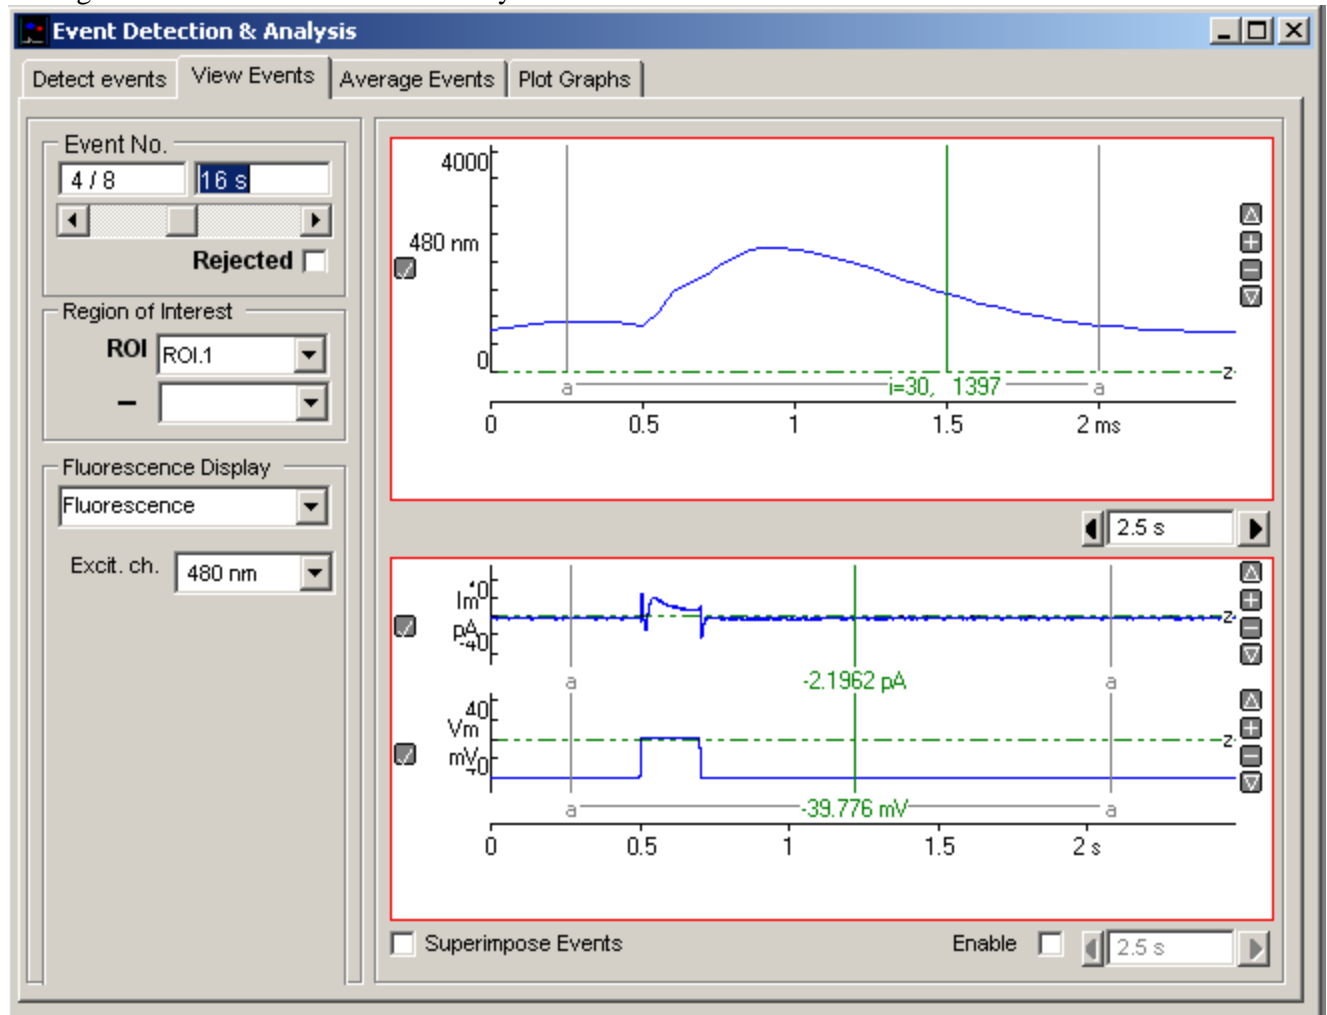 Event Detection & Analysis
Detect events View Events Average Events Plot Graphs
Event No.
4 / 8 16 s
Rejected
Region of Interest
ROI ROI.1
–
Fluorescence Display
Fluorescence
Excit. ch. 480 nm
4000
480 nm
0
z
a i=30, 1397 a
0 0.5 1 1.5 2 ms
2.5 s
Im
pA
-40
z
a -2.1962 pA a
40
Vm
mV
z
a -39.776 mV a
0 0.5 1 1.5 2 s
Superimpose Events Enable 2.5 s